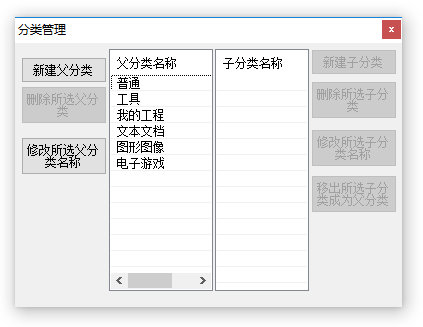 分类管理
x
新建父分类
删除所选父分
类
修改所选父分
类名称
父分类名称
普通
工具
我的工程
文本文档
图形图像
电子游戏
子分类名称
新建子分类
删除所选子分
类
修改所选子分
类名称
移出所选子分
类成为父分类